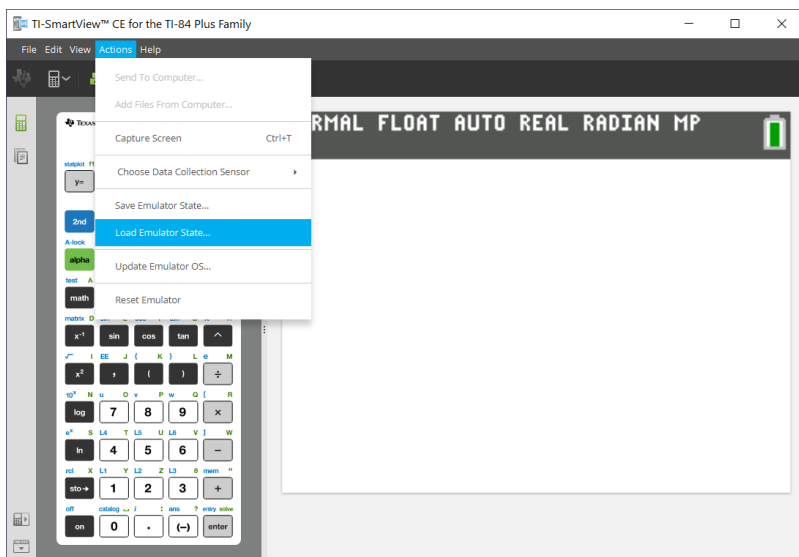 TI-SmartView™ CE for the TI-84 Plus Family
File Edit View Actions Help
Send To Computer...
Add Files From Computer...
Capture Screen Ctrl+T
Choose Data Collection Sensor
Save Emulator State...
Load Emulator State...
Update Emulator OS...
Reset Emulator
RMAL FLOAT AUTO REAL RADIAN MP
TEXAS
statplot f1
y=
2nd
A-lock
alpha
test A
math
matrix D
x⁻¹ sin cos tan ^
√ I EE J { K } L e M
x² , ( ) ÷
10ˣ N u O v P w Q [ R
log 7 8 9 ×
eˣ S L4 T L5 U L6 V ] W
ln 4 5 6 −
rcl X L1 Y L2 Z L3 θ mem "
sto→ 1 2 3 +
off catalog i : ans ? entry solve
on 0 . (−) enter